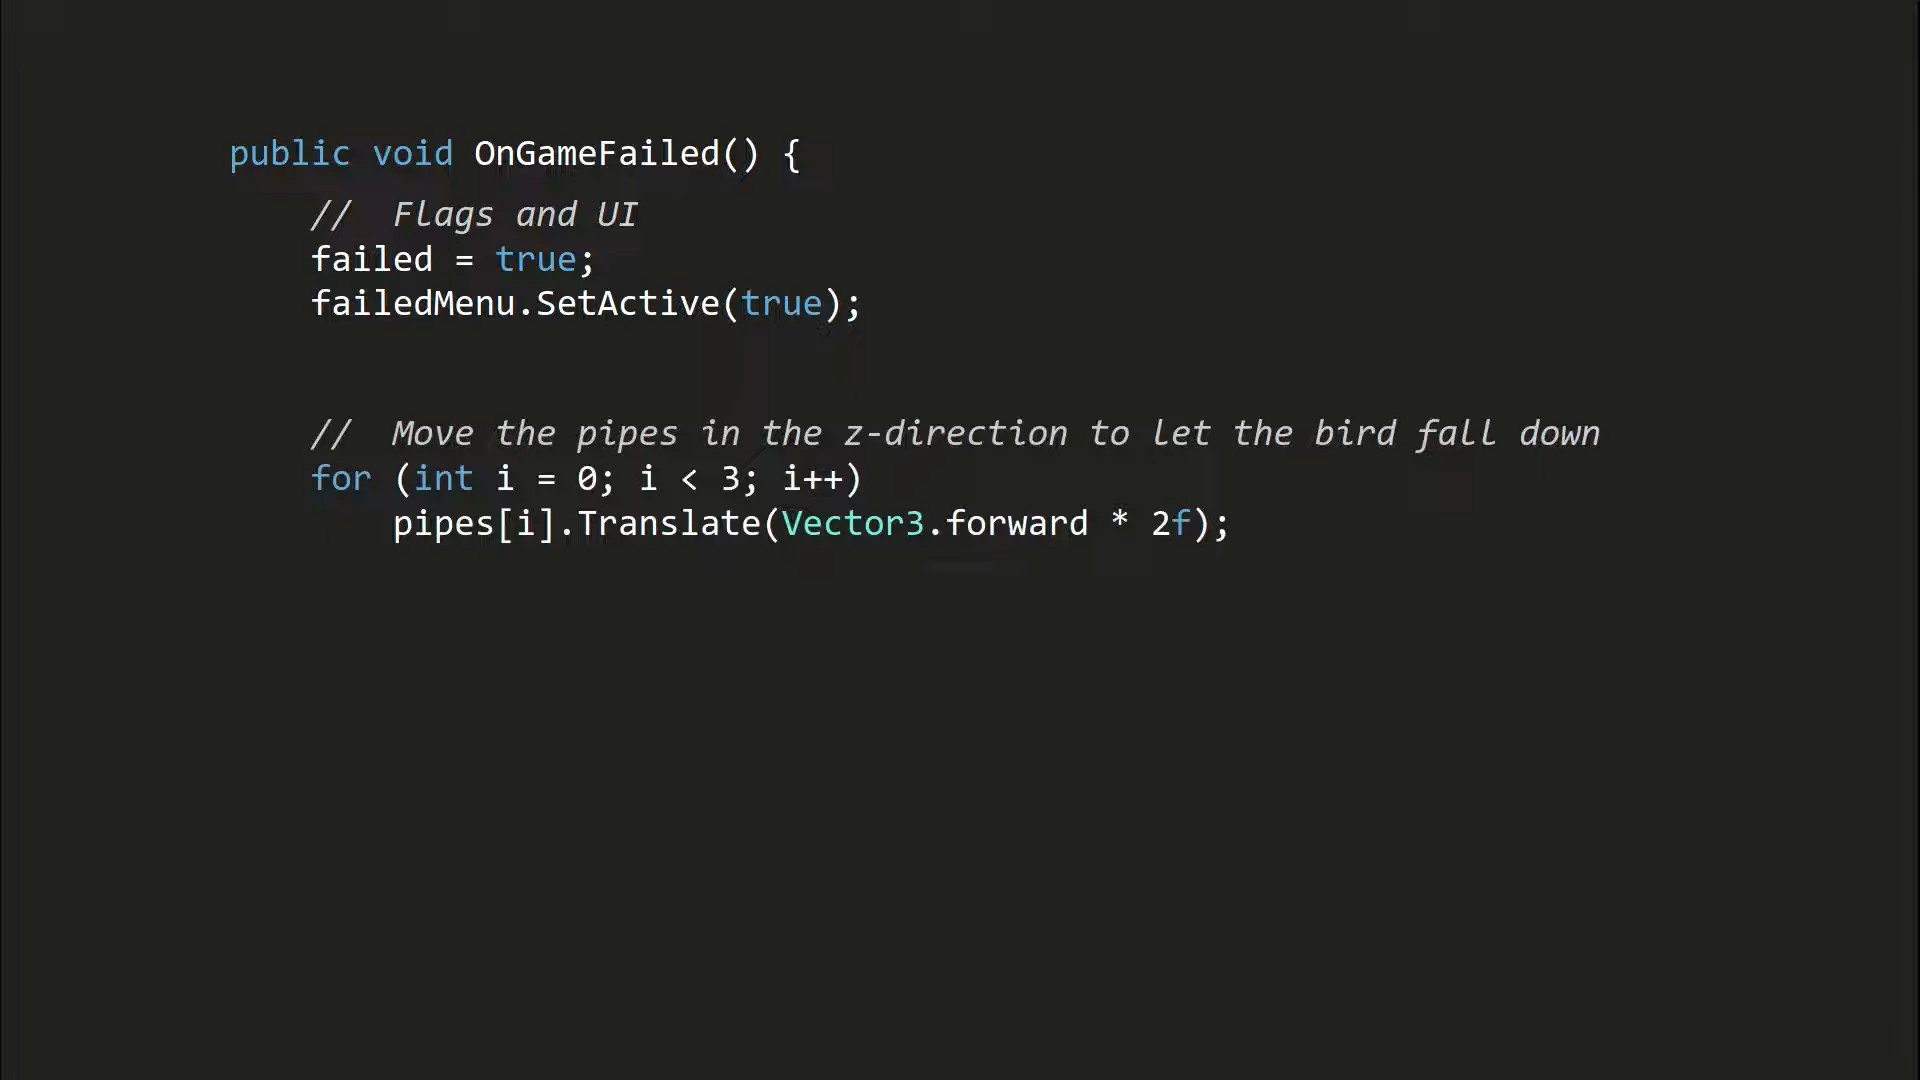 public void OnGameFailed() {
//  Flags and UI
failed = true;
failedMenu.SetActive(true);
//  Move the pipes in the z-direction to let the bird fall down
for (int i = 0; i < 3; i++)
pipes[i].Translate(Vector3.forward * 2f);